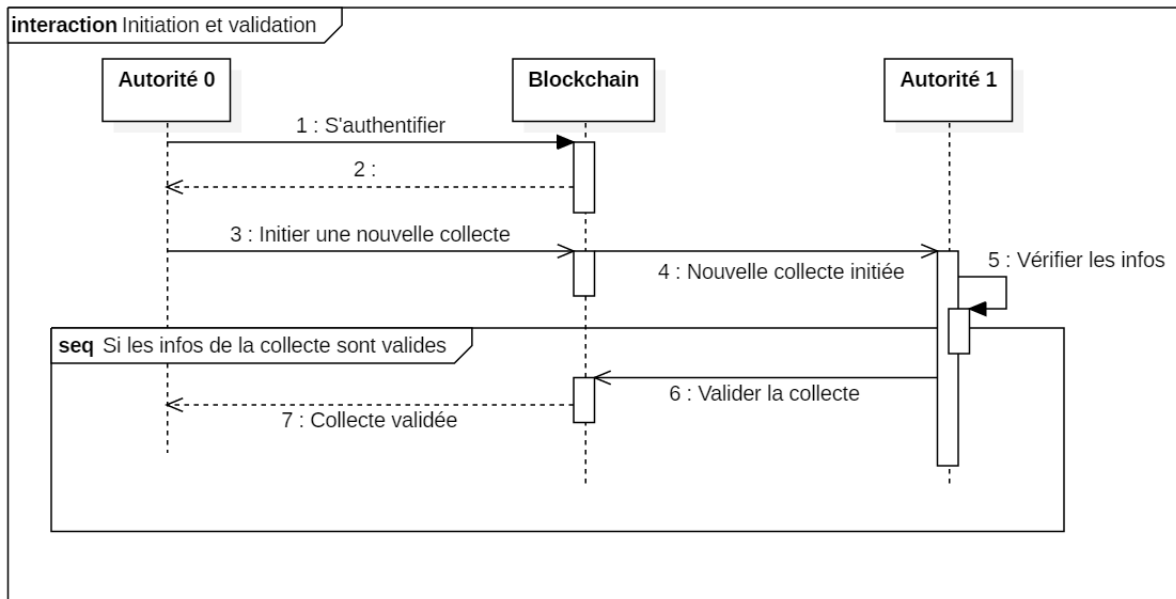 interaction Initiation et validation
Autorité 0
Blockchain
Autorité 1
1 : S'authentifier
2 :
3 : Initier une nouvelle collecte
4 : Nouvelle collecte initiée
5 : Vérifier les infos
seq Si les infos de la collecte sont valides
6 : Valider la collecte
7 : Collecte validée